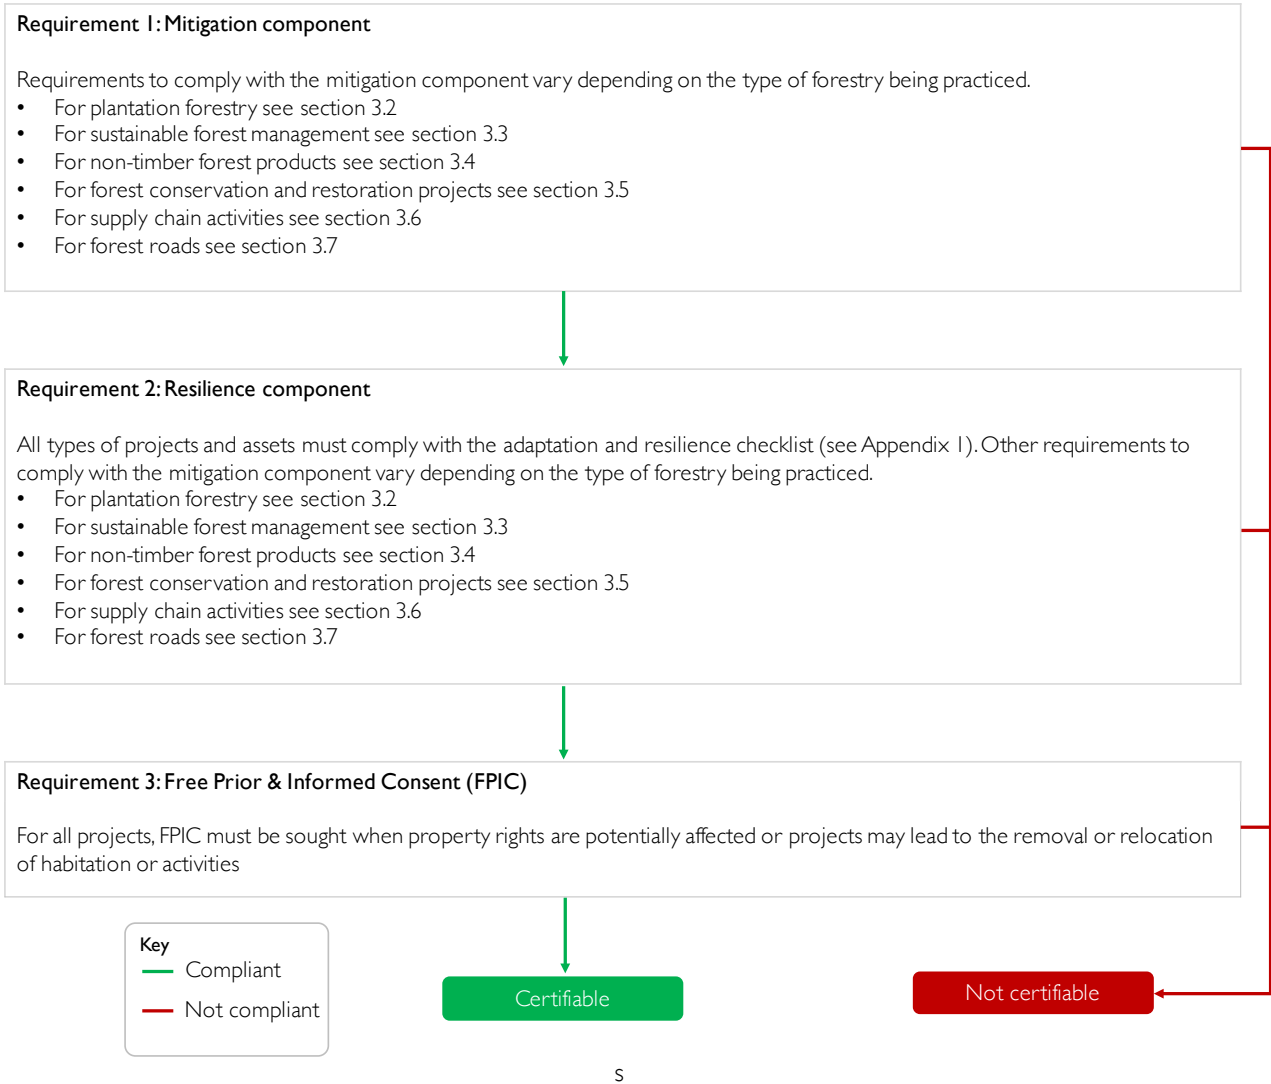 Requirement 1: Mitigation component
Requirements to comply with the mitigation component vary depending on the type of forestry being practiced.
• For plantation forestry see section 3.2
• For sustainable forest management see section 3.3
• For non-timber forest products see section 3.4
• For forest conservation and restoration projects see section 3.5
• For supply chain activities see section 3.6
• For forest roads see section 3.7
Requirement 2: Resilience component
All types of projects and assets must comply with the adaptation and resilience checklist (see Appendix 1). Other requirements to
comply with the mitigation component vary depending on the type of forestry being practiced.
• For plantation forestry see section 3.2
• For sustainable forest management see section 3.3
• For non-timber forest products see section 3.4
• For forest conservation and restoration projects see section 3.5
• For supply chain activities see section 3.6
• For forest roads see section 3.7
Requirement 3: Free Prior & Informed Consent (FPIC)
For all projects, FPIC must be sought when property rights are potentially affected or projects may lead to the removal or relocation
of habitation or activities
Key
Compliant
Not compliant
Certifiable
Not certifiable
s